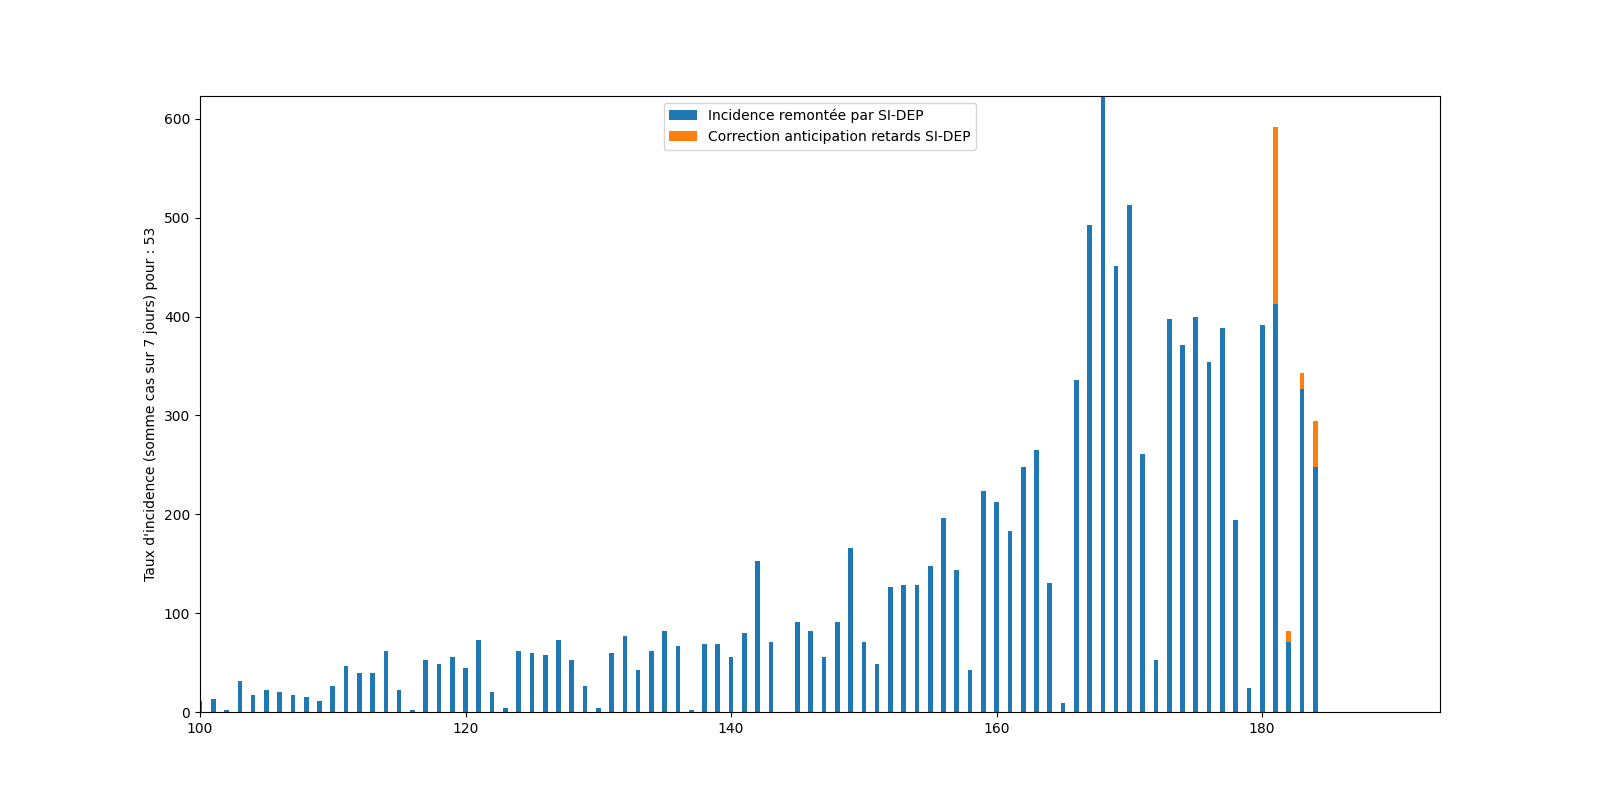 Incidence remontée par SI-DEP
Correction anticipation retards SI-DEP
Taux d'incidence (somme cas sur 7 jours) pour : 53
600
500
400
300
200
100
0
100 120 140 160 180